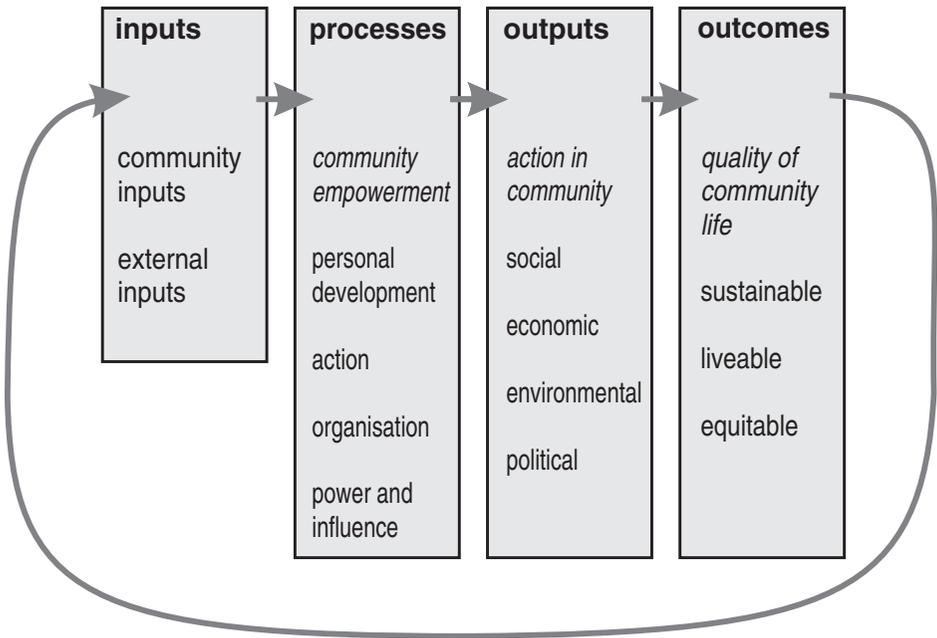 inputs
community
inputs
external
inputs
processes
community
empowerment
personal
development
action
organisation
power and
influence
outputs
action in
community
social
economic
environmental
political
outcomes
quality of
community
life
sustainable
liveable
equitable